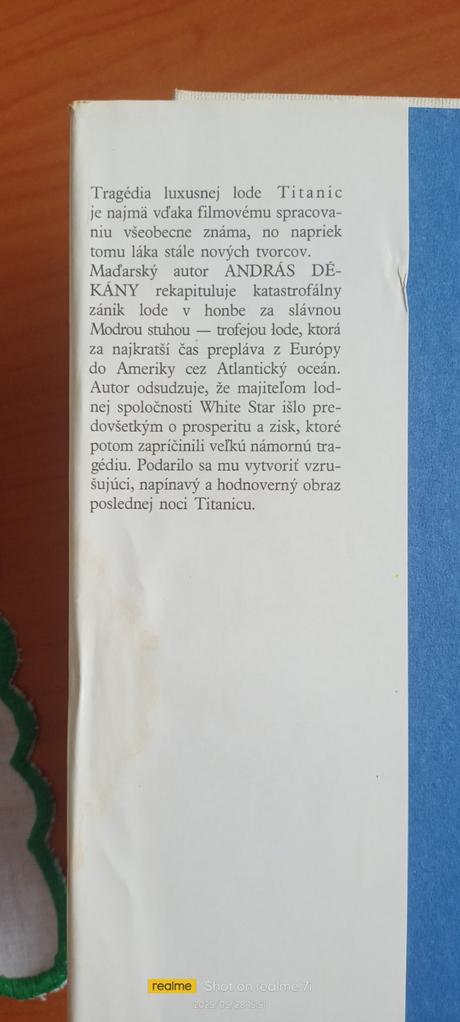 Tragédia luxusnej lode Titanic
je najmä vďaka filmovému spracova-
niu všeobecne známa, no napriek
tomu láka stále nových tvorcov.
Maďarský autor ANDRÁS DÉ-
KÁNY rekapituluje katastrofálny
zánik lode v honbe za slávnou
Modrou stuhou — trofejou lode, ktorá
za najkratší čas prepláva z Európy
do Ameriky cez Atlantický oceán.
Autor odsudzuje, že majiteľom lod-
nej spoločnosti White Star išlo pre-
dovšetkým o prosperitu a zisk, ktoré
potom zapríčinili veľkú námornú tra-
gédiu. Podarilo sa mu vytvoriť vzru-
šujúci, napínavý a hodnoverný obraz
poslednej noci Titanicu.
realme Shot on realme 7i